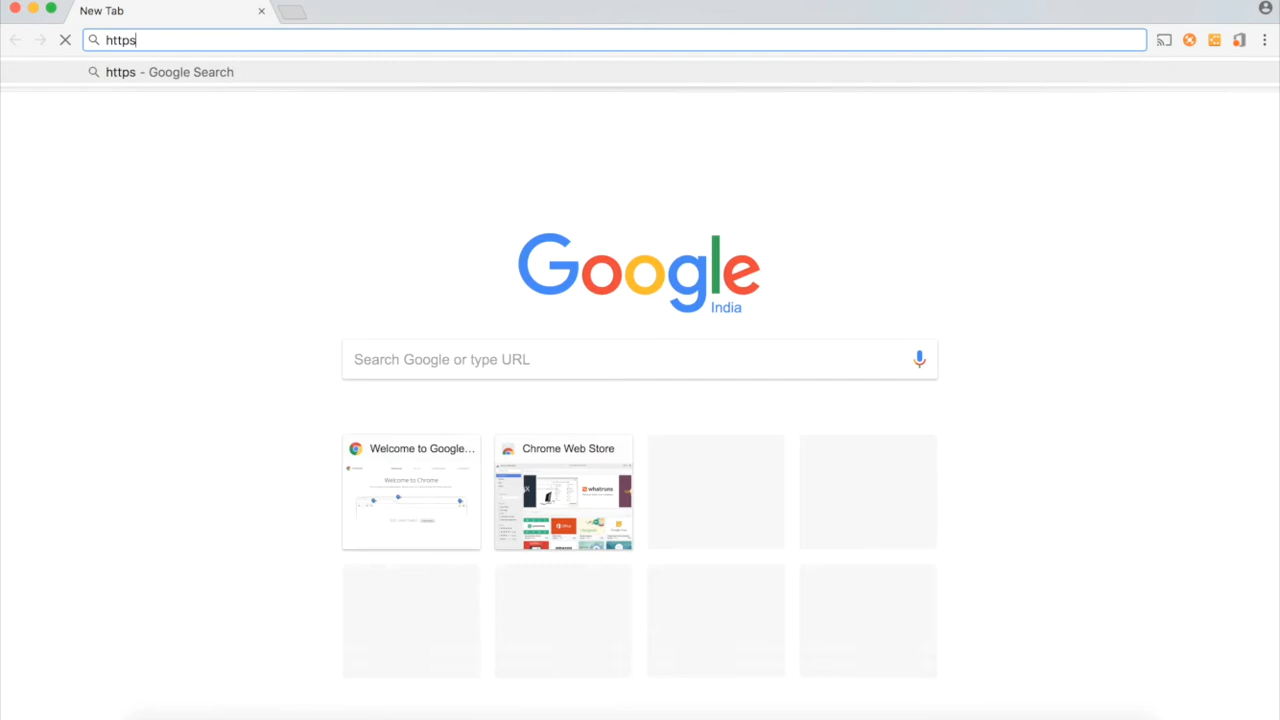 New Tab
https
https - Google Search
Google
India
Search Google or type URL
Welcome to Google...
Chrome Web Store
Welcome to Chrome
whatruns